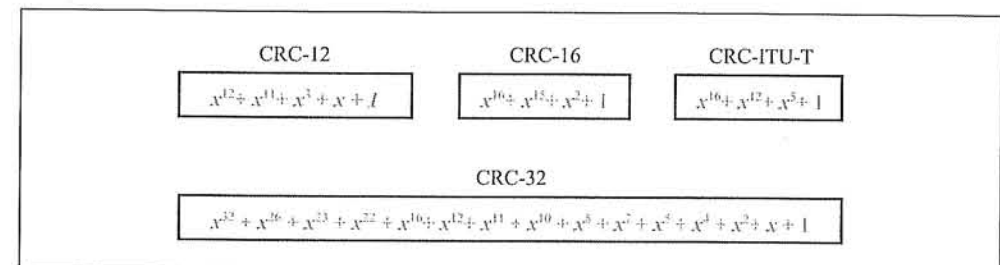 CRC-12 CRC-16 CRC-ITU-T
x¹²+ x¹¹+ x³ + x + 1 x¹⁶+ x¹⁵+ x²+ 1 x¹⁶+ x¹²+ x⁵+ 1
CRC-32
x³² + x²⁶ + x²³ + x²² + x¹⁶+ x¹²+ x¹¹ + x¹⁰ + x⁸ + x⁷ + x⁵ + x⁴ + x²+ x + 1